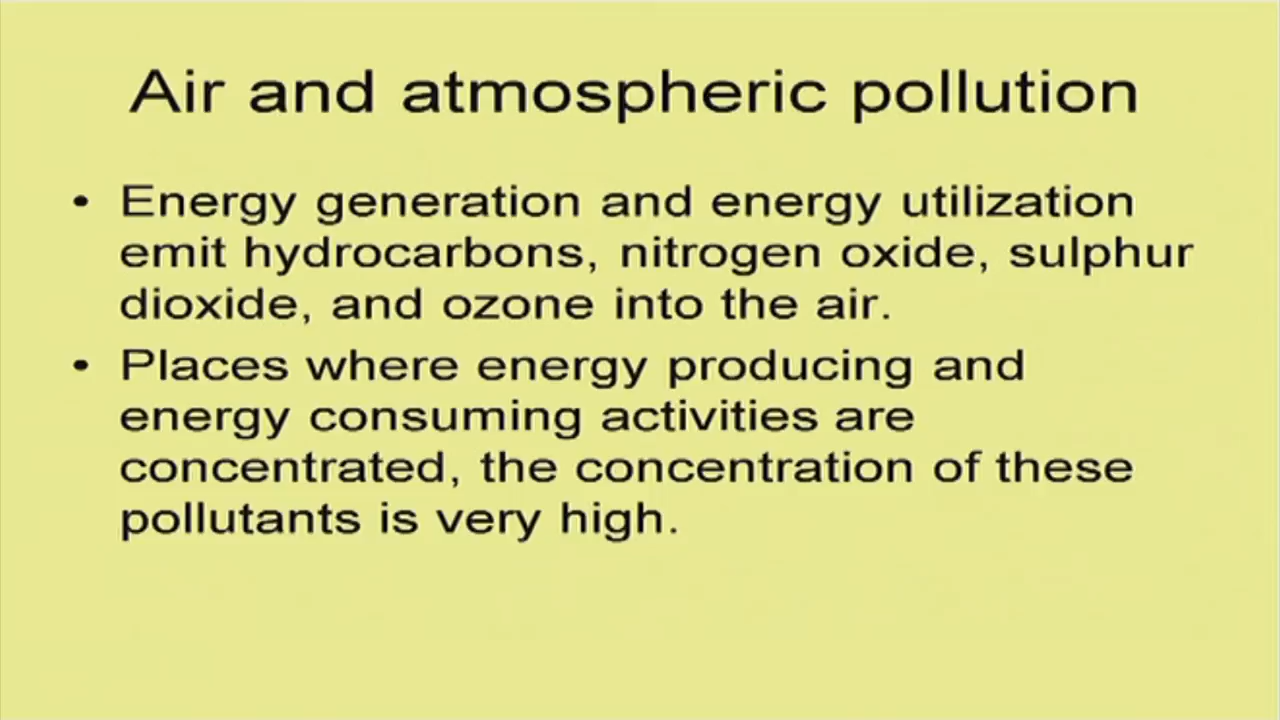 Air and atmospheric pollution
• Energy generation and energy utilization
emit hydrocarbons, nitrogen oxide, sulphur
dioxide, and ozone into the air.
• Places where energy producing and
energy consuming activities are
concentrated, the concentration of these
pollutants is very high.